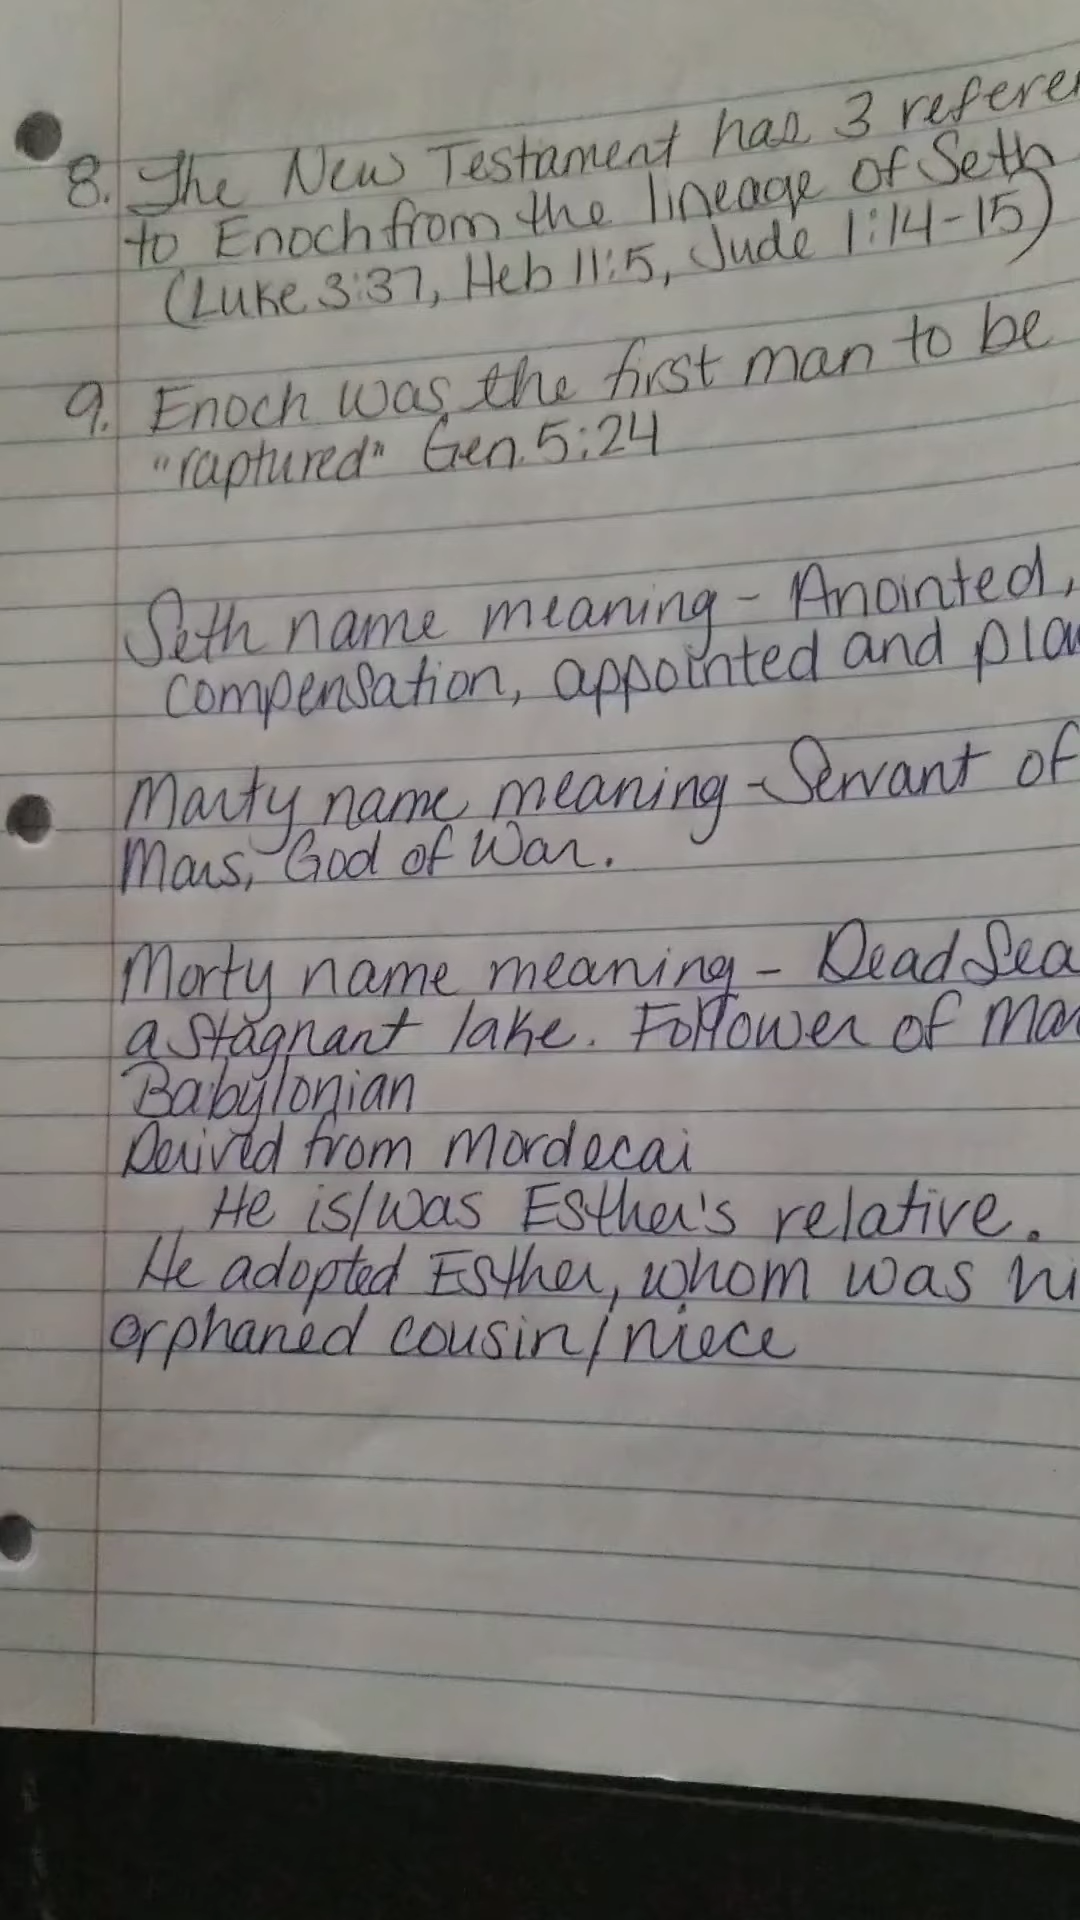 8. The New Testament has 3 refere
to Enoch from the lineage of Seth
(Luke 3:37, Heb 11:5, Jude 1:14-15)
9. Enoch was the first man to be
"raptured" Gen. 5:24
Seth name meaning - Anointed,
compensation, appointed and pla
Marty name meaning - Servant of
Mars, God of War.
Morty name meaning - Dead Sea
a stagnant lake. Follower of Mar
Babylonian
Derived from Mordecai
He is/was Esther's relative.
He adopted Esther, whom was hi
orphaned cousin/niece